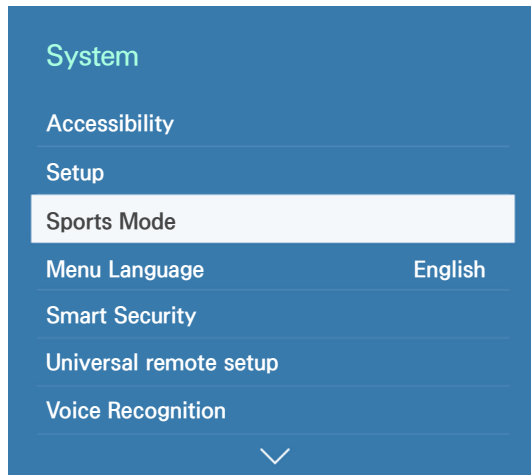 System
Accessibility
Setup
Sports Mode
Menu Language English
Smart Security
Universal remote setup
Voice Recognition